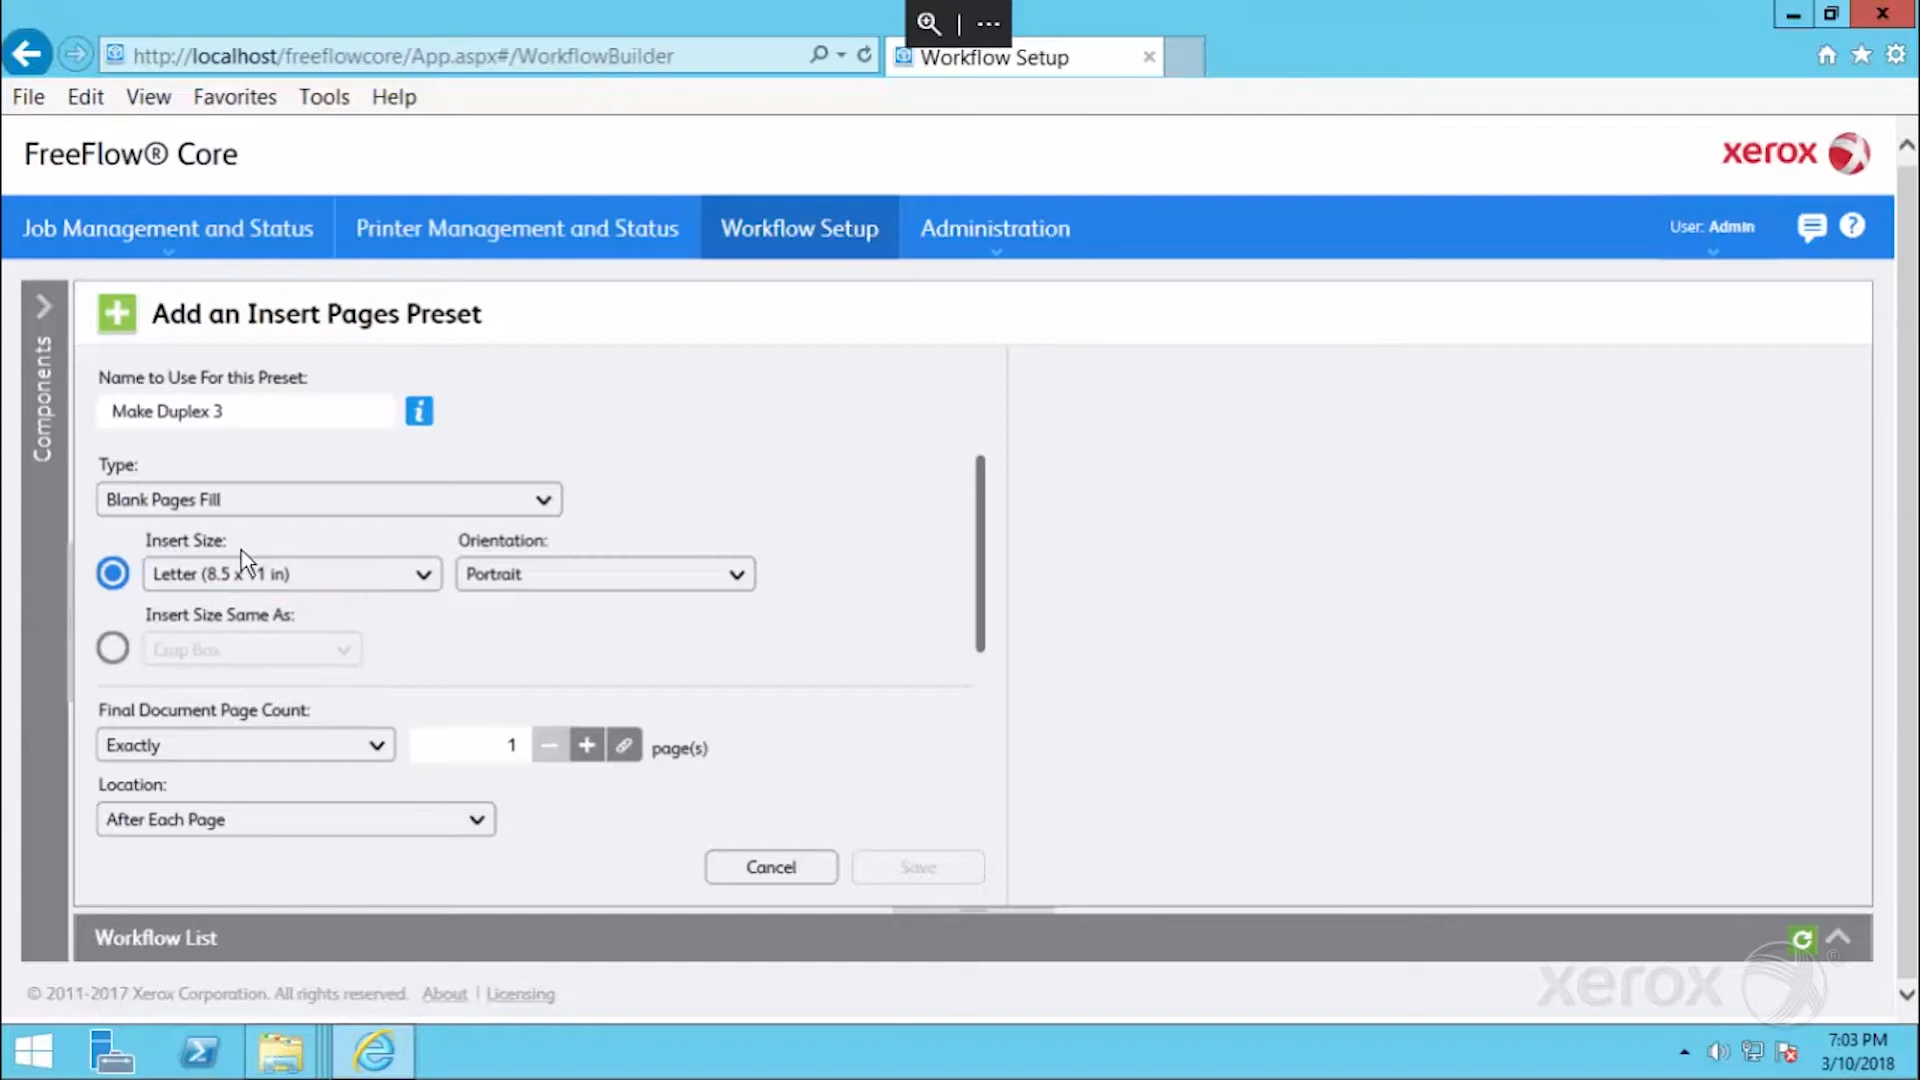 http://localhost/freeflowcore/App.aspx#/WorkflowBuilder
Workflow Setup
File Edit View Favorites Tools Help
FreeFlow® Core
xerox
Job Management and Status
Printer Management and Status
Workflow Setup
Administration
User: Admin
Components
Add an Insert Pages Preset
Name to Use For this Preset:
Make Duplex 3
Type:
Blank Pages Fill
Insert Size:
Orientation:
Letter (8.5 x 11 in)
Portrait
Insert Size Same As:
Crop Box
Final Document Page Count:
Exactly
1
page(s)
Location:
After Each Page
Cancel
Save
Workflow List
xerox
© 2011-2017 Xerox Corporation. All rights reserved. About | Licensing
7:03 PM
3/10/2018